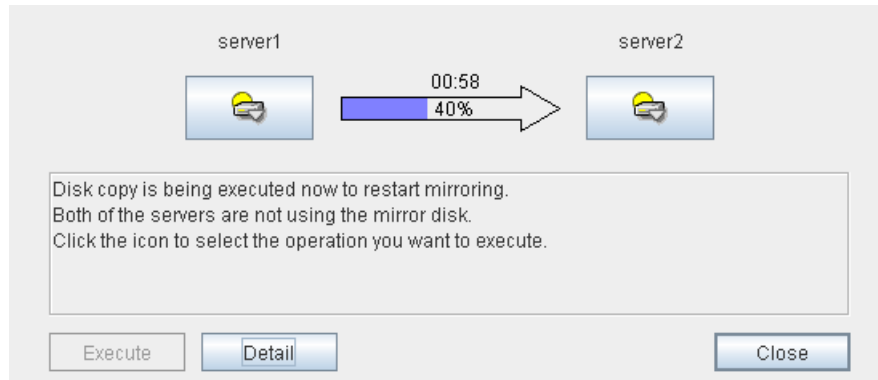 server1
server2
00:58
40%
Disk copy is being executed now to restart mirroring.
Both of the servers are not using the mirror disk.
Click the icon to select the operation you want to execute.
Execute
Detail
Close